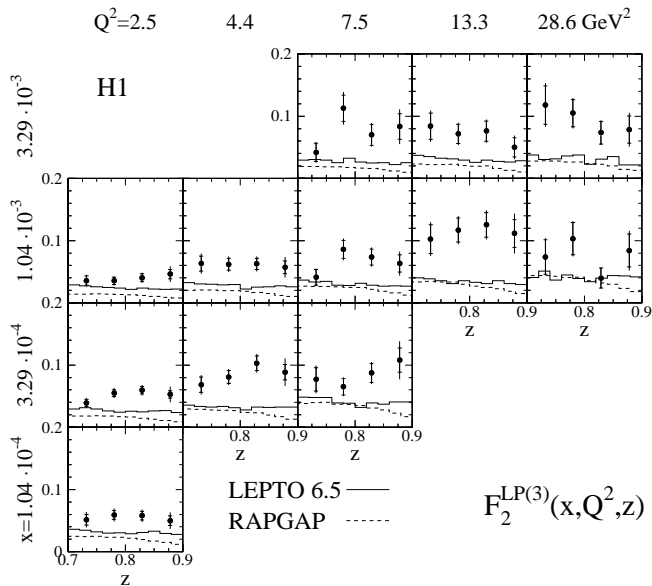 Q²=2.5 4.4 7.5 13.3 28.6 GeV²
0.2
H1
3.29 ·10⁻³
0.1
0.2
1.04 ·10⁻³
0.1
0.8 0.9 0.8 0.9
z z
0.2
3.29 ·10⁻⁴
0.1
0.8 0.9 0.8 0.9
z z
0.2
x=1.04 ·10⁻⁴
0.1
LEPTO 6.5
RAPGAP
F₂^LP(3)(x,Q²,z)
0
0.7 0.8 0.9
z